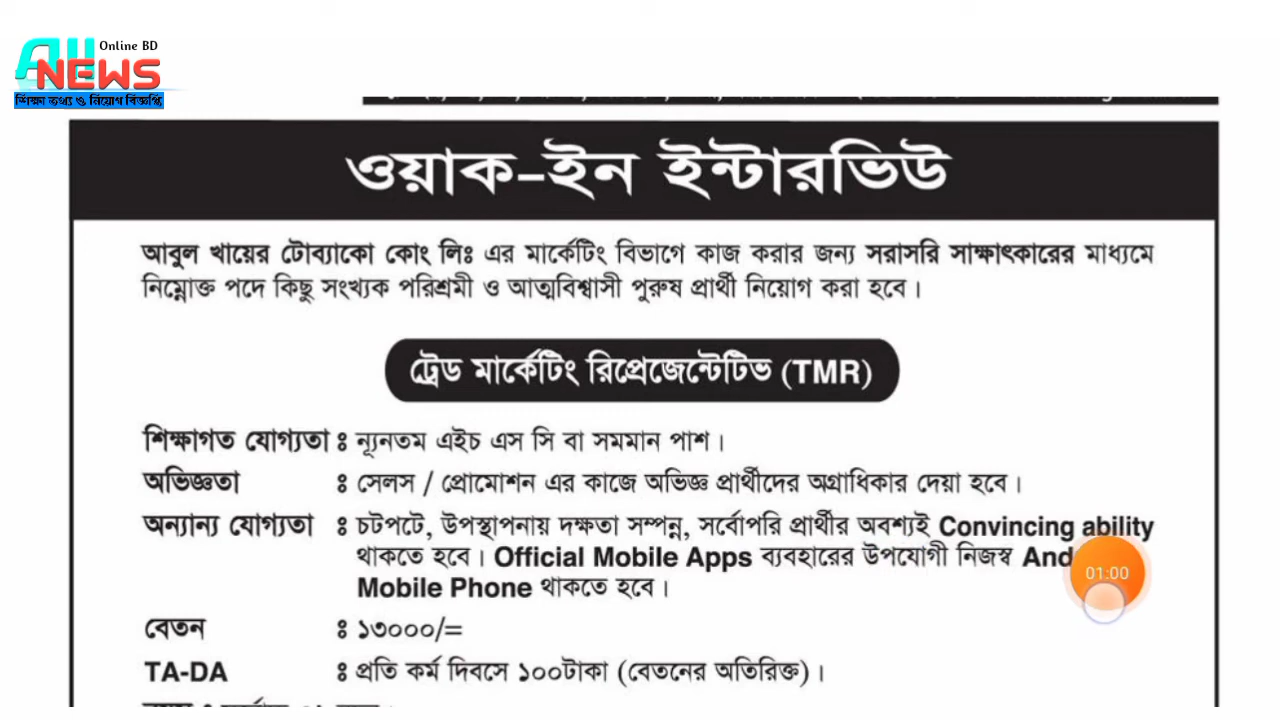 Online BD
AH
NEWS
শিক্ষা তথ্য ও নিয়োগ বিজ্ঞপ্তি
ওয়াক-ইন ইন্টারভিউ
আবুল খায়ের টোব্যাকো কোং লিঃ এর মার্কেটিং বিভাগে কাজ করার জন্য সরাসরি সাক্ষাৎকারের মাধ্যমে
নিম্নোক্ত পদে কিছু সংখ্যক পরিশ্রমী ও আত্মবিশ্বাসী পুরুষ প্রার্থী নিয়োগ করা হবে।
ট্রেড মার্কেটিং রিপ্রেজেন্টেটিভ (TMR)
শিক্ষাগত যোগ্যতা ঃ ন্যূনতম এইচ এস সি বা সমমান পাশ।
অভিজ্ঞতা ঃ সেলস / প্রোমোশন এর কাজে অভিজ্ঞ প্রার্থীদের অগ্রাধিকার দেয়া হবে।
অন্যান্য যোগ্যতা ঃ চটপটে, উপস্থাপনায় দক্ষতা সম্পন্ন, সর্বোপরি প্রার্থীর অবশ্যই Convincing ability
থাকতে হবে। Official Mobile Apps ব্যবহারের উপযোগী নিজস্ব And
01:00
Mobile Phone থাকতে হবে।
বেতন ঃ ১৩০০০/=
TA-DA ঃ প্রতি কর্ম দিবসে ১০০টাকা (বেতনের অতিরিক্ত)।